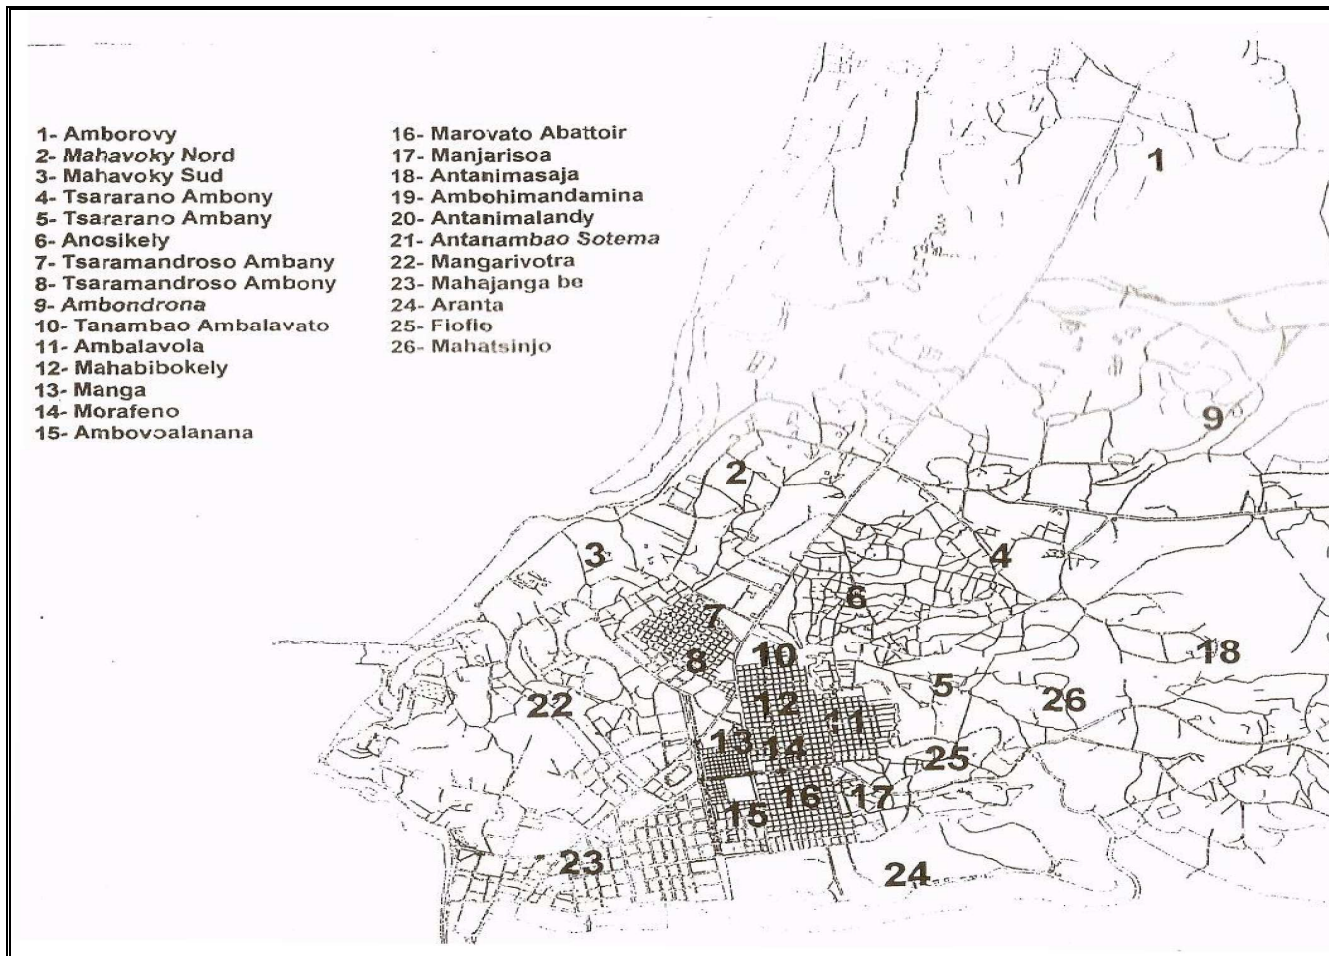 1- Amborovy
2- Mahavoky Nord
3- Mahavoky Sud
4- Tsararano Ambony
5- Tsararano Ambany
6- Anosikely
7- Tsaramandroso Ambany
8- Tsaramandroso Ambony
9- Ambondrona
10- Tanambao Ambalavato
11- Ambalavola
12- Mahabibokely
13- Manga
14- Morafeno
15- Ambovoalanana
16- Marovato Abattoir
17- Manjarisoa
18- Antanimasaja
19- Ambohimandamina
20- Antanimalandy
21- Antanambao Sotema
22- Mangarivotra
23- Mahajanga be
24- Aranta
25- Fiofio
26- Mahatsinjo
1
9
2
3
4
6
7
10
8
18
5
26
22
12
11
13
14
25
16
17
15
23
24